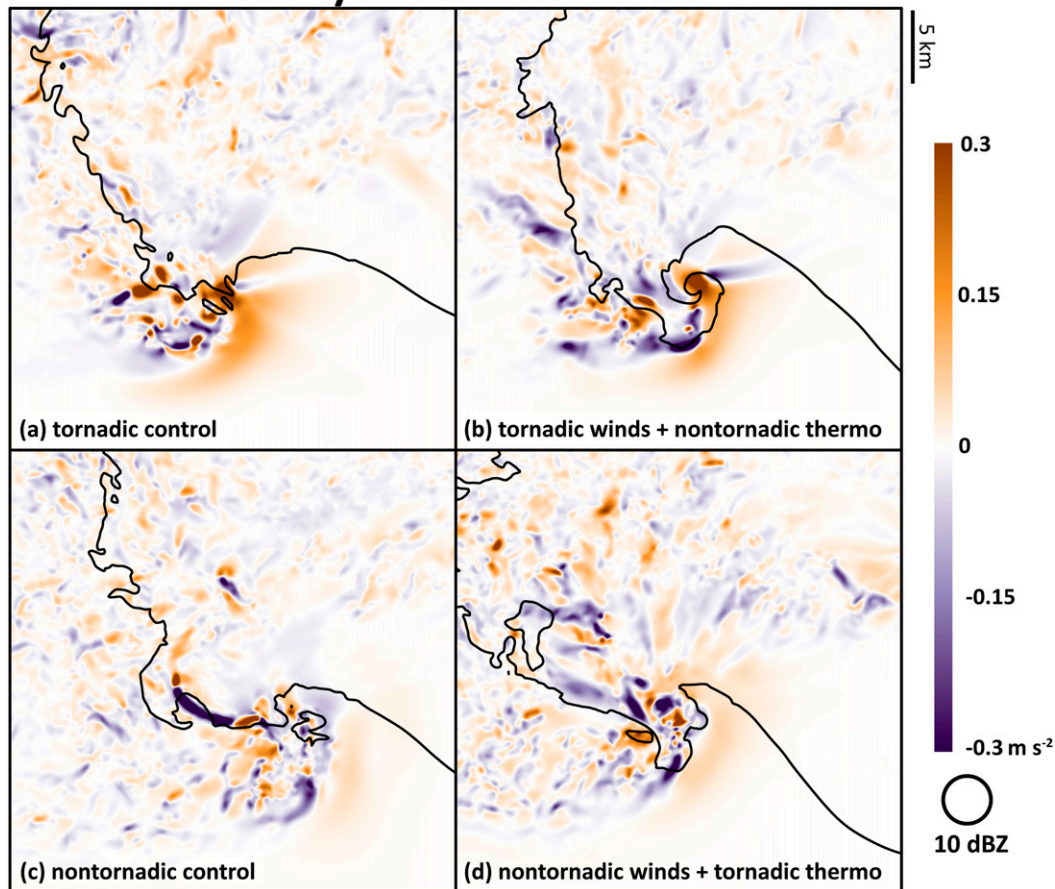 5 km
0.3
0.15
0
-0.15
-0.3 m s⁻²
10 dBZ
(a) tornadic control
(b) tornadic winds + nontornadic thermo
(c) nontornadic control
(d) nontornadic winds + tornadic thermo